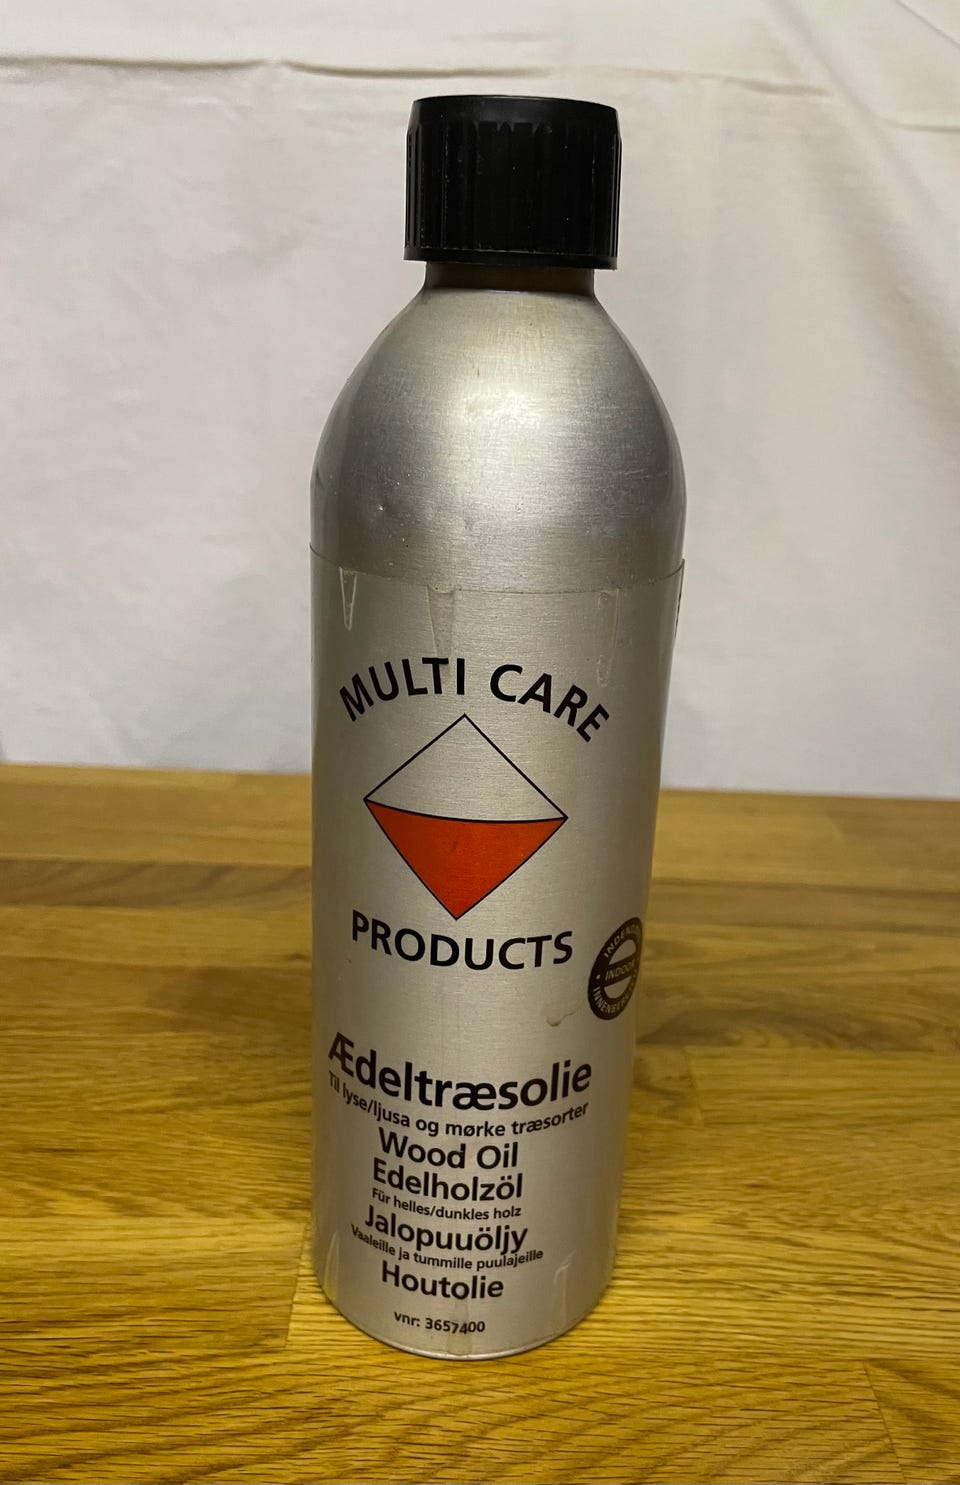 MULTI CARE
PRODUCTS
INDOOR
Ædeltræsolie
Til lyse/ljusa og mørke træsorter
Wood Oil
Edelholzöl
Für helles/dunkles holz
Jalopuuöljy
Vaaleille ja tummille puulajeille
Houtolie
vnr: 3657400